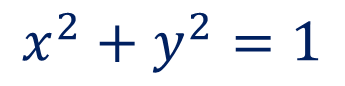 x² + y² = 1